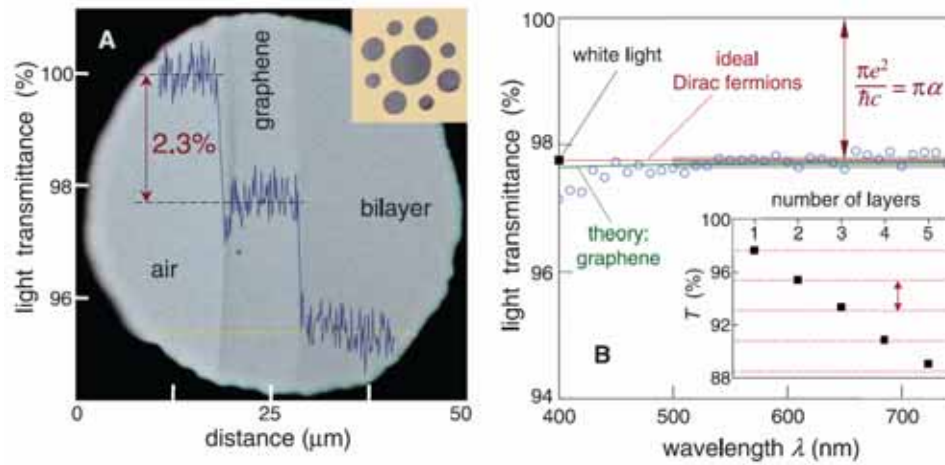 A
light transmittance (%)
100
98
96
2.3%
graphene
air
bilayer
0
25
50
distance (μm)
B
light transmittance (%)
100
98
96
94
white light
ideal
Dirac fermions
πe²/ħc = πα
theory:
graphene
number of layers
1 2 3 4 5
T (%)
100
96
92
88
400 500 600 700
wavelength λ (nm)